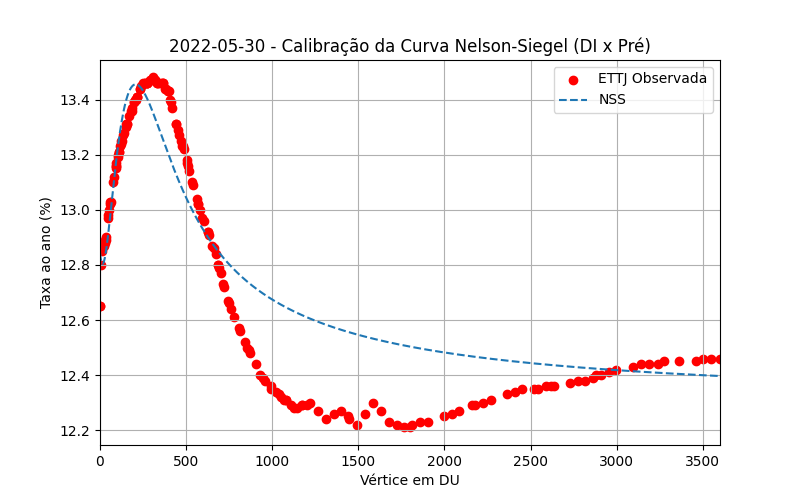 2022-05-30 - Calibração da Curva Nelson-Siegel (DI x Pré)
ETTJ Observada
NSS
Taxa ao ano (%)
13.4
13.2
13.0
12.8
12.6
12.4
12.2
0 500 1000 1500 2000 2500 3000 3500
Vértice em DU